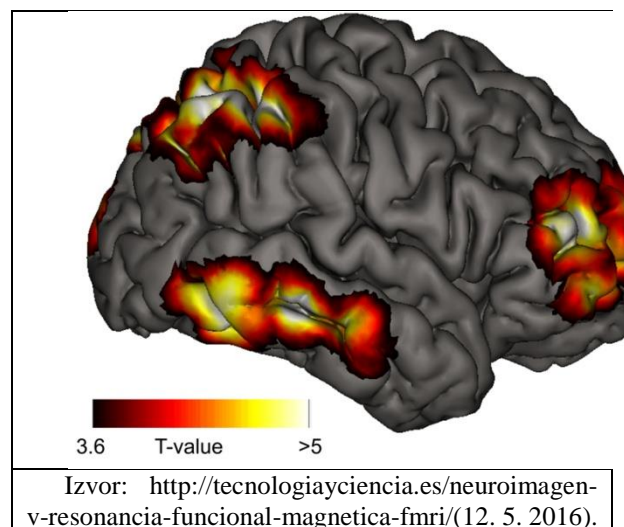 3.6 T-value >5
Izvor: http://tecnologiayciencia.es/neuroimagen-
y-resonancia-funcional-magnetica-fmri/(12. 5. 2016).